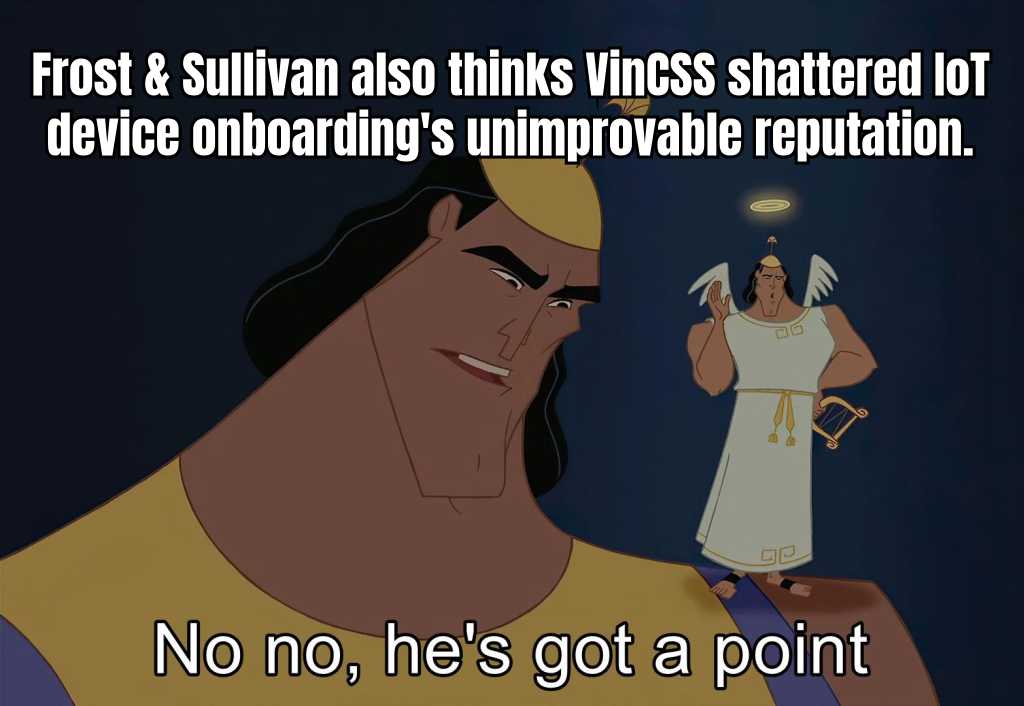 Frost & Sullivan also thinks VinCSS shattered IoT
device onboarding's unimprovable reputation.
No no, he's got a point